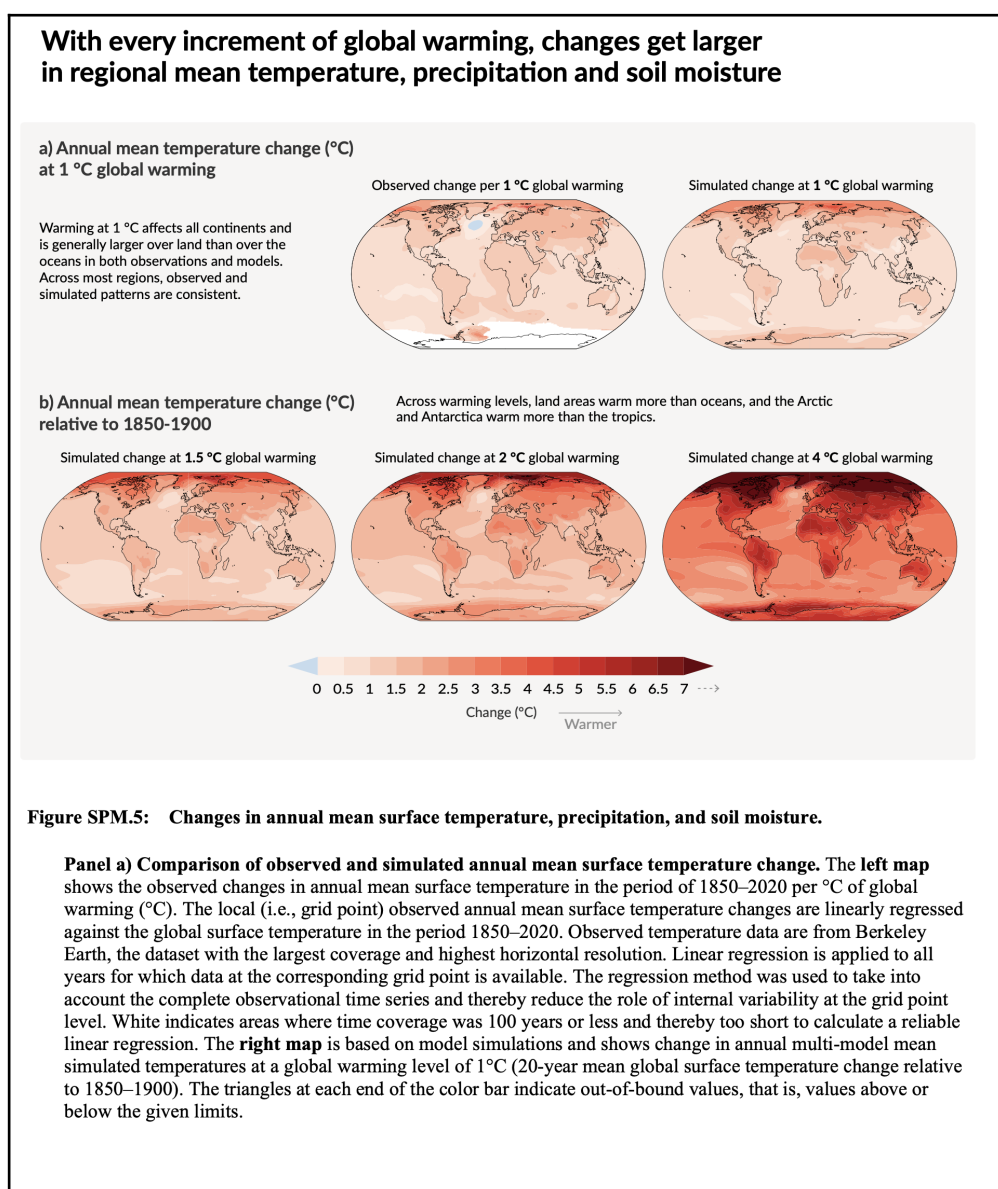 With every increment of global warming, changes get larger
in regional mean temperature, precipitation and soil moisture
a) Annual mean temperature change (°C)
at 1 °C global warming
Warming at 1 °C affects all continents and
is generally larger over land than over the
oceans in both observations and models.
Across most regions, observed and
simulated patterns are consistent.
Observed change per 1 °C global warming
Simulated change at 1 °C global warming
b) Annual mean temperature change (°C)
relative to 1850-1900
Across warming levels, land areas warm more than oceans, and the Arctic
and Antarctica warm more than the tropics.
Simulated change at 1.5 °C global warming
Simulated change at 2 °C global warming
Simulated change at 4 °C global warming
0 0.5 1 1.5 2 2.5 3 3.5 4 4.5 5 5.5 6 6.5 7
Change (°C)
Warmer
Figure SPM.5: Changes in annual mean surface temperature, precipitation, and soil moisture.
Panel a) Comparison of observed and simulated annual mean surface temperature change. The left map
shows the observed changes in annual mean surface temperature in the period of 1850–2020 per °C of global
warming (°C). The local (i.e., grid point) observed annual mean surface temperature changes are linearly regressed
against the global surface temperature in the period 1850–2020. Observed temperature data are from Berkeley
Earth, the dataset with the largest coverage and highest horizontal resolution. Linear regression is applied to all
years for which data at the corresponding grid point is available. The regression method was used to take into
account the complete observational time series and thereby reduce the role of internal variability at the grid point
level. White indicates areas where time coverage was 100 years or less and thereby too short to calculate a reliable
linear regression. The right map is based on model simulations and shows change in annual multi-model mean
simulated temperatures at a global warming level of 1°C (20-year mean global surface temperature change relative
to 1850–1900). The triangles at each end of the color bar indicate out-of-bound values, that is, values above or
below the given limits.